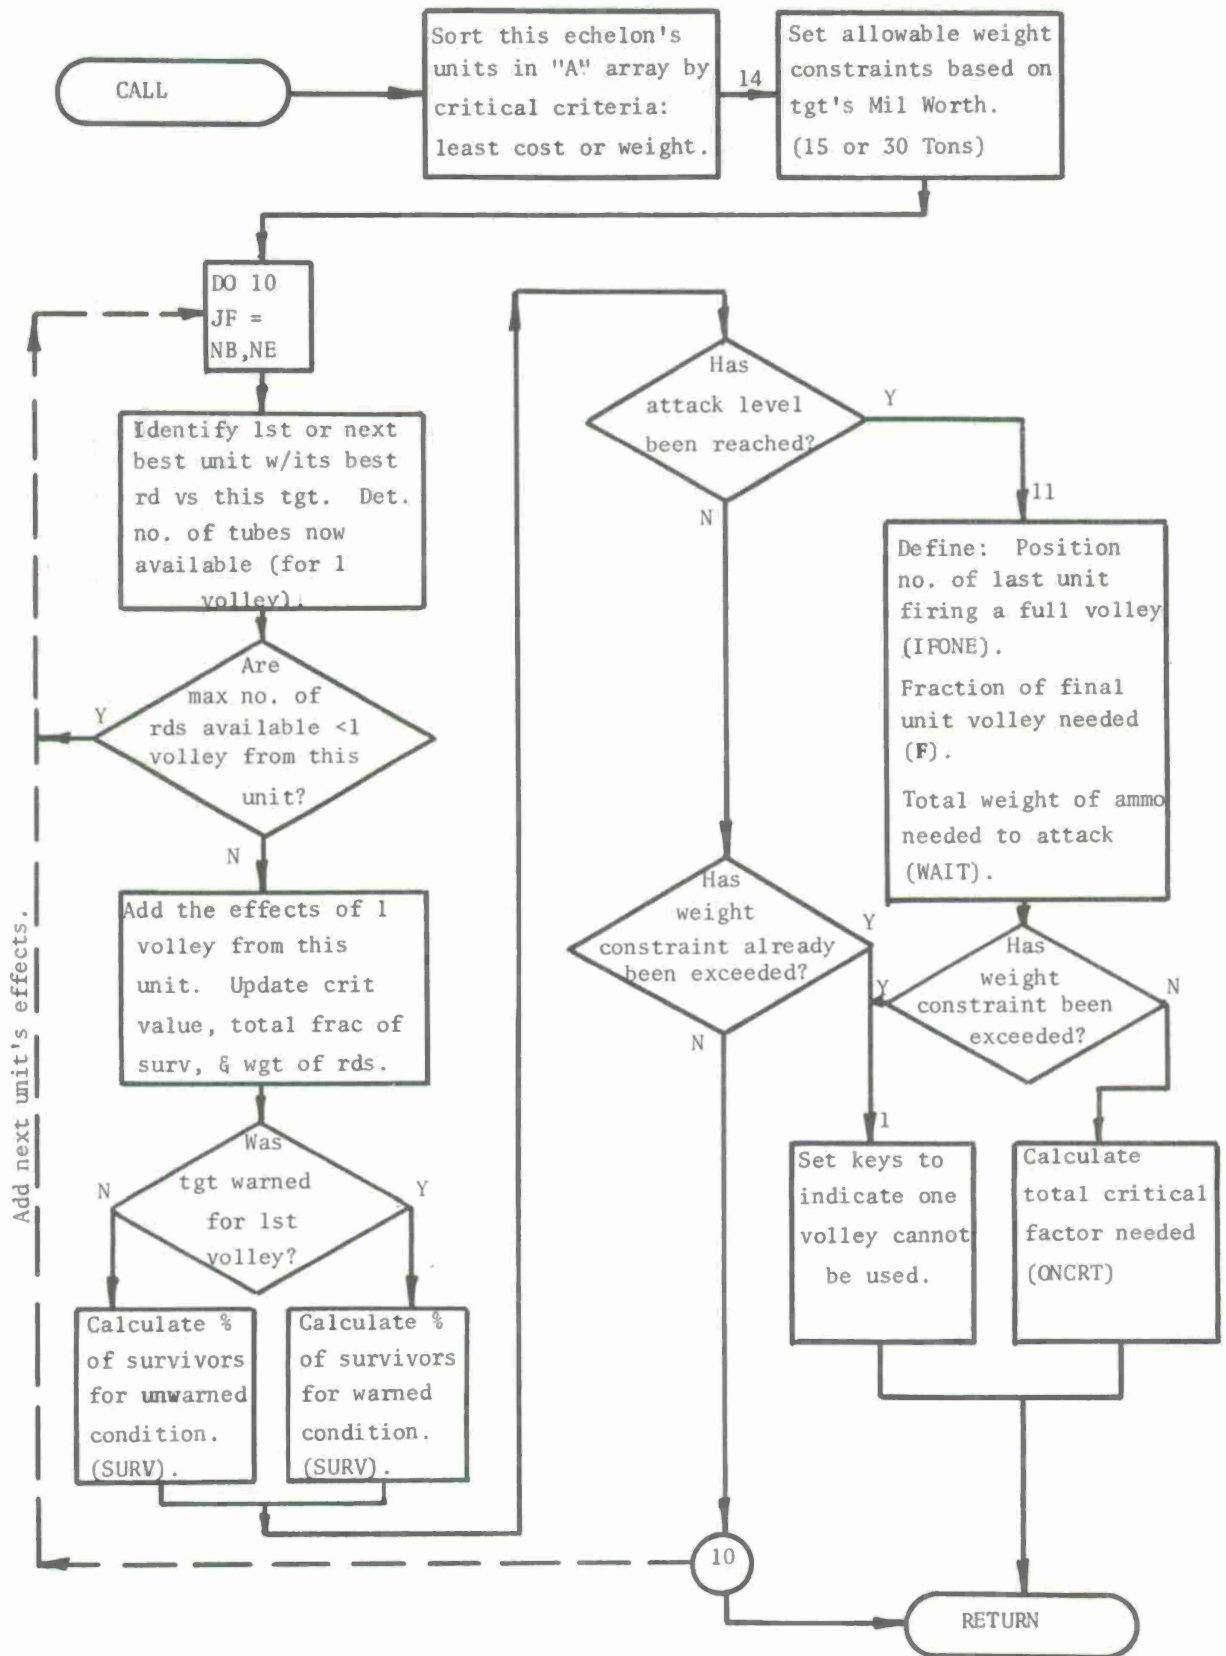 CALL
Sort this echelon's
units in "A" array by
critical criteria:
least cost or weight.
14
Set allowable weight
constraints based on
tgt's Mil Worth.
(15 or 30 Tons)
DO 10
JF =
NB,NE
Identify 1st or next
best unit w/its best
rd vs this tgt. Det.
no. of tubes now
available (for 1
volley).
Are
max no. of
rds available <1
volley from this
unit?
Y
N
Add the effects of 1
volley from this
unit. Update crit
value, total frac of
surv, & wgt of rds.
Was
tgt warned
for 1st
volley?
N
Y
Calculate %
of survivors
for unwarned
condition.
(SURV).
Calculate %
of survivors
for warned
condition.
(SURV).
Add next unit's effects.
Has
attack level
been reached?
Y
N
11
Define: Position
no. of last unit
firing a full volley
(IFONE).
Fraction of final
unit volley needed
(F).
Total weight of ammo
needed to attack
(WAIT).
Has
weight
constraint already
been exceeded?
Y
N
Has
weight
constraint been
exceeded?
Y
N
1
Set keys to
indicate one
volley cannot
be used.
Calculate
total critical
factor needed
(ONCRT)
10
RETURN